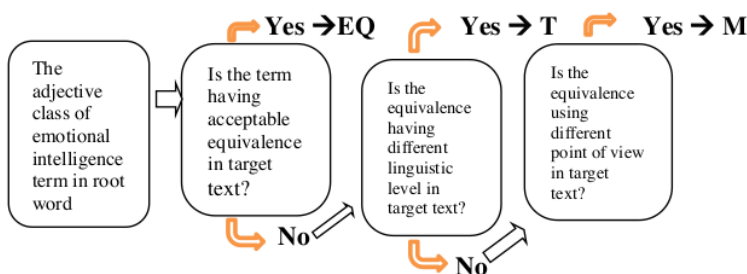 The
adjective
class of
emotional
intelligence
term in root
word
Yes →EQ
Is the term
having
acceptable
equivalence
in target
text?
No
Yes → T
Is the
equivalence
having
different
linguistic
level in
target text?
No
Yes → M
Is the
equivalence
using
different
point of view
in target
text?